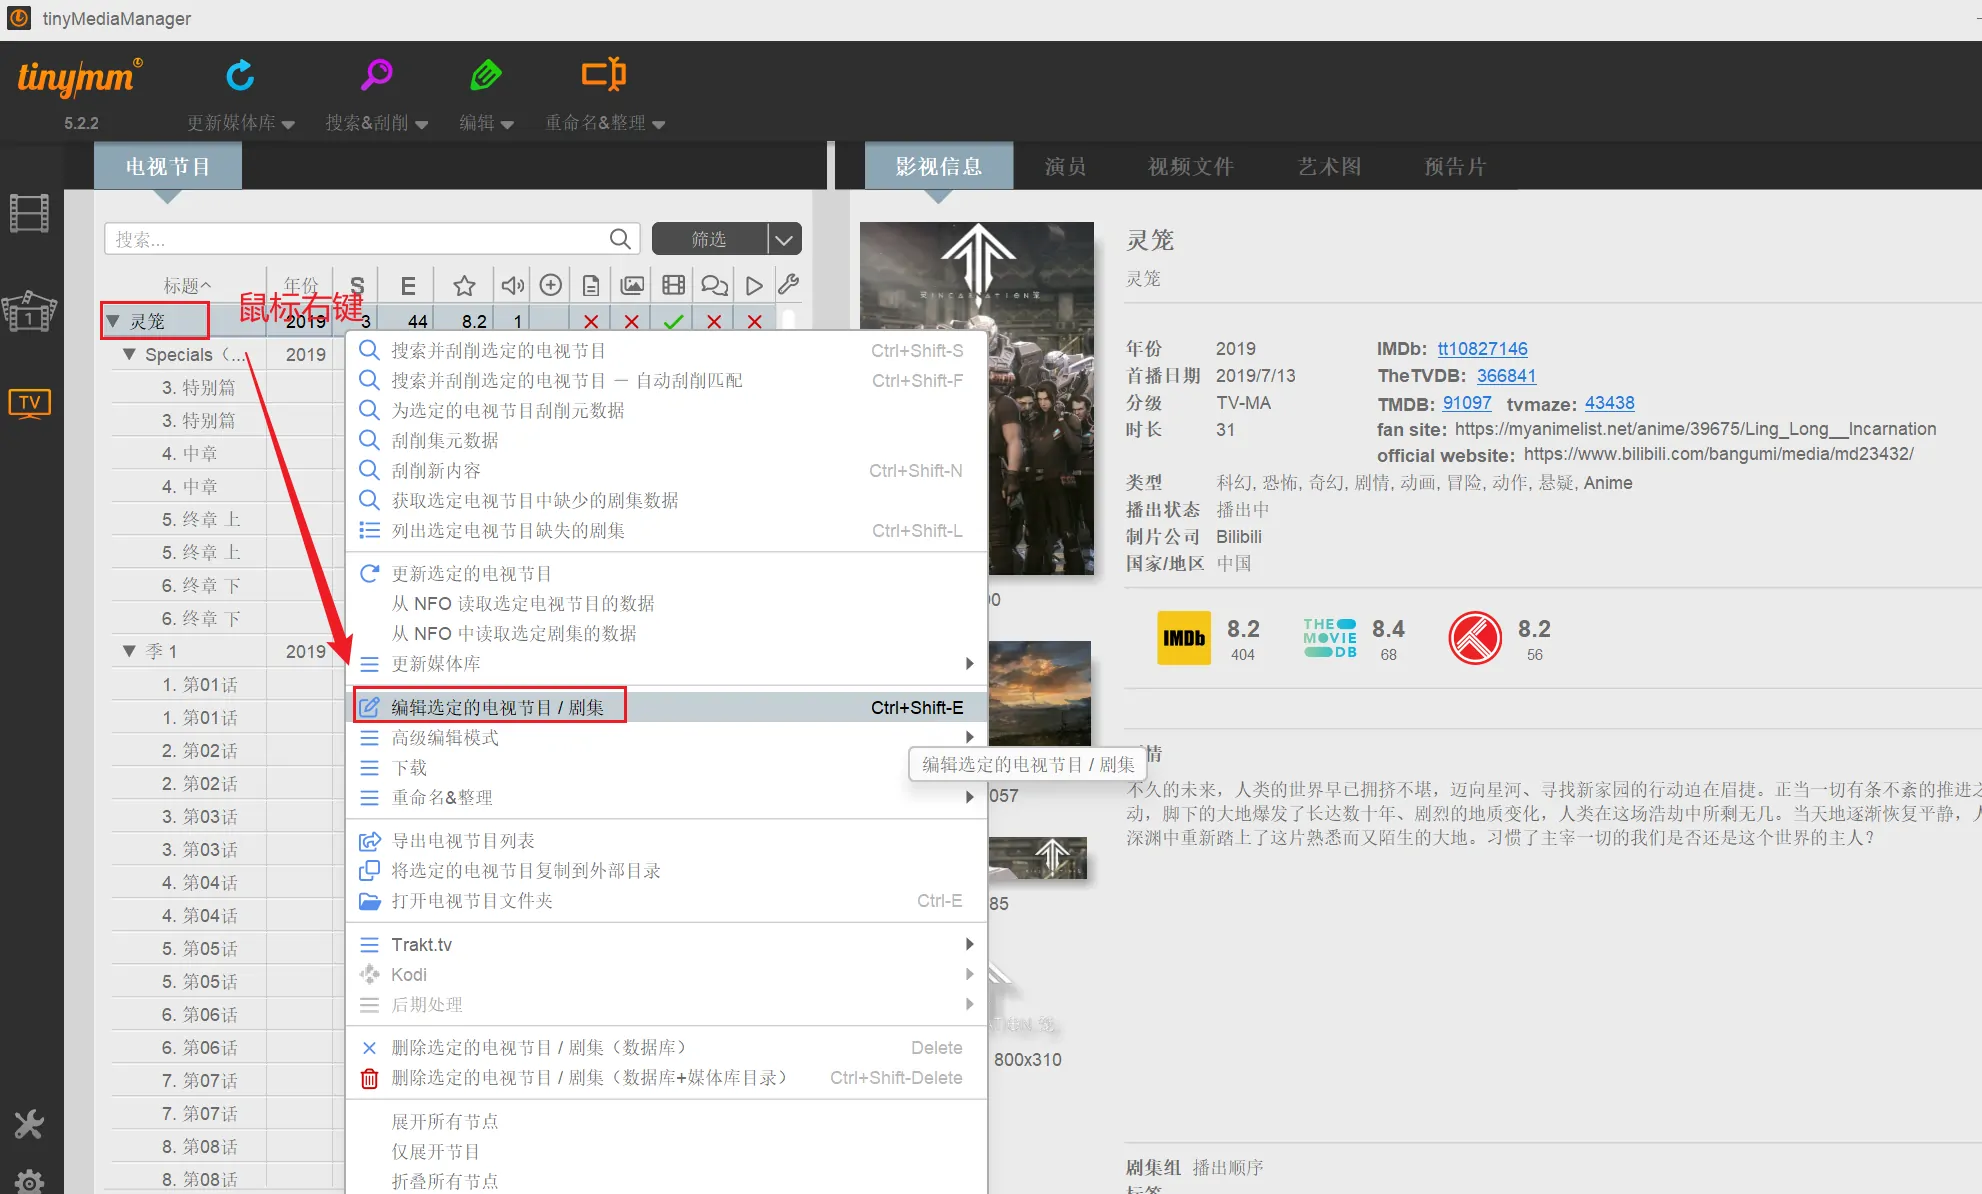 tinyMediaManager
tinymm
5.2.2
更新媒体库
搜索&刮削
编辑
重命名&整理
电视节目
影视信息
演员
视频文件
艺术图
预告片
搜索...
筛选
标题
年份
S
E
鼠标右键
灵笼
2019
3
44
8.2
1
Specials（...
2019
3. 特别篇
3. 特别篇
4. 中章
4. 中章
5. 终章 上
5. 终章 上
6. 终章 下
6. 终章 下
季 1
2019
1. 第01话
1. 第01话
2. 第02话
2. 第02话
3. 第03话
3. 第03话
4. 第04话
4. 第04话
5. 第05话
5. 第05话
6. 第06话
6. 第06话
7. 第07话
7. 第07话
8. 第08话
8. 第08话
TV
1
搜索并刮削选定的电视节目 Ctrl+Shift-S
搜索并刮削选定的电视节目 — 自动刮削匹配 Ctrl+Shift-F
为选定的电视节目刮削元数据
刮削集元数据
刮削新内容 Ctrl+Shift-N
获取选定电视节目中缺少的剧集数据
列出选定电视节目缺失的剧集 Ctrl+Shift-L
更新选定的电视节目
从 NFO 读取选定电视节目的数据
从 NFO 中读取选定剧集的数据
更新媒体库
编辑选定的电视节目 / 剧集 Ctrl+Shift-E
高级编辑模式
下载
重命名&整理
导出电视节目列表
将选定的电视节目复制到外部目录
打开电视节目文件夹 Ctrl-E
Trakt.tv
Kodi
后期处理
删除选定的电视节目 / 剧集（数据库） Delete
删除选定的电视节目 / 剧集（数据库+媒体库目录） Ctrl+Shift-Delete
展开所有节点
仅展开节目
折叠所有节点
编辑选定的电视节目 / 剧集
灵INCARNATION笼
00
057
85
800x310
灵笼
灵笼
年份 2019
首播日期 2019/7/13
分级 TV-MA
时长 31
IMDb: tt10827146
TheTVDB: 366841
TMDB: 91097 tvmaze: 43438
fan site: https://myanimelist.net/anime/39675/Ling_Long__Incarnation
official website: https://www.bilibili.com/bangumi/media/md23432/
类型 科幻, 恐怖, 奇幻, 剧情, 动画, 冒险, 动作, 悬疑, Anime
播出状态 播出中
制片公司 Bilibili
国家/地区 中国
IMDb 8.2 404
THE MOVIE DB 8.4 68
8.2 56
情
不久的未来，人类的世界早已拥挤不堪，迈向星河、寻找新家园的行动迫在眉捷。正当一切有条不紊的推进之
动，脚下的大地爆发了长达数十年、剧烈的地质变化，人类在这场浩劫中所剩无几。当天地逐渐恢复平静，人
深渊中重新踏上了这片熟悉而又陌生的大地。习惯了主宰一切的我们是否还是这个世界的主人？
剧集组 播出顺序
标签